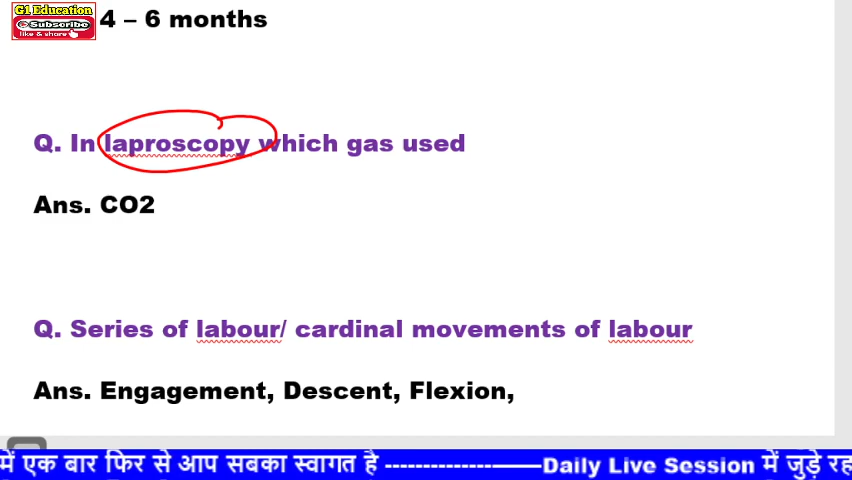 G1 Education
Subscribe
like & share
4 – 6 months
Q. In laproscopy which gas used
Ans. CO2
Q. Series of labour/ cardinal movements of labour
Ans. Engagement, Descent, Flexion,
में एक बार फिर से आप सबका स्वागत है ---------------——Daily Live Session में जुड़े रह